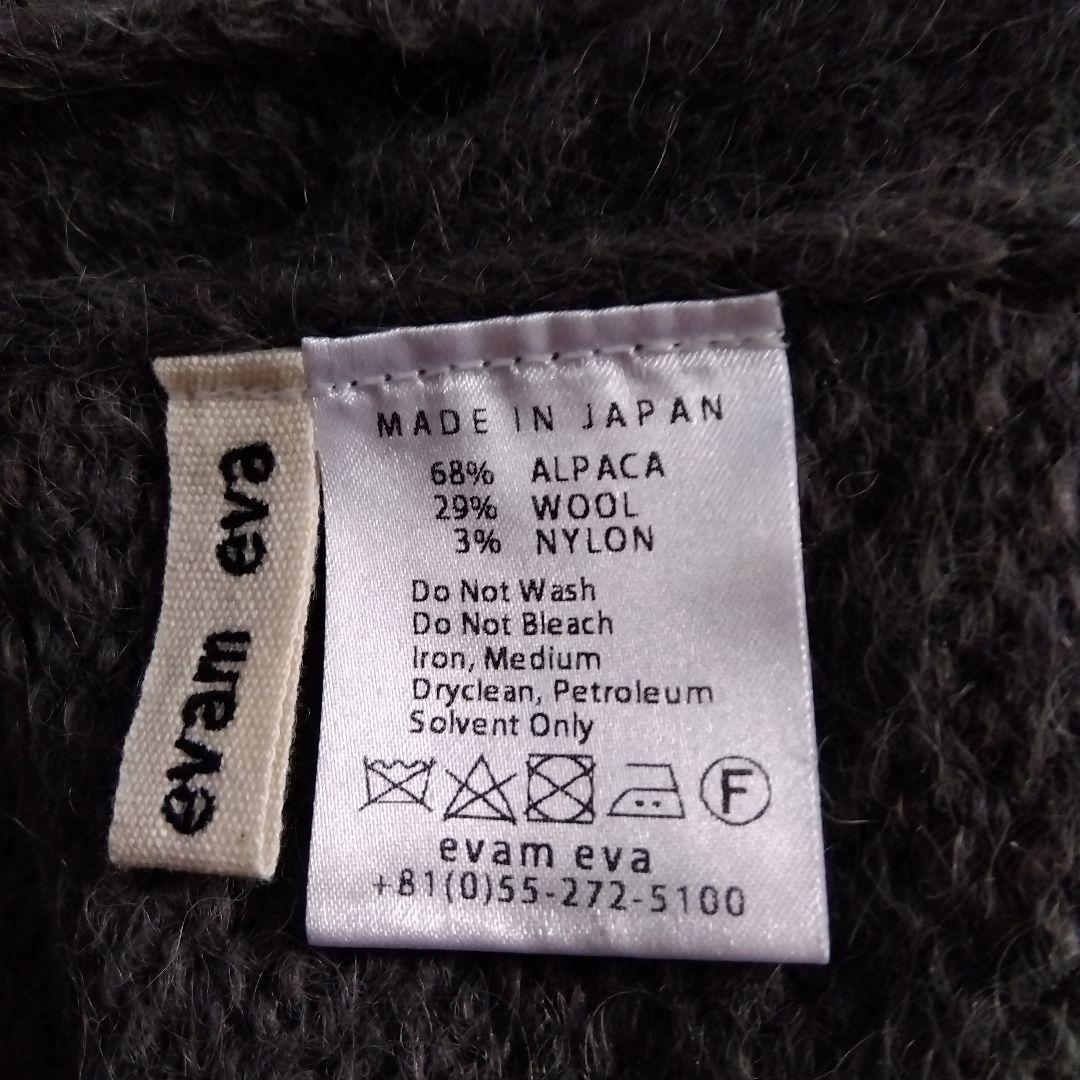 evam eva
MADE IN JAPAN
68% ALPACA
29% WOOL
3% NYLON
Do Not Wash
Do Not Bleach
Iron, Medium
Dryclean, Petroleum
Solvent Only
F
evam eva
+81(0)55-272-5100